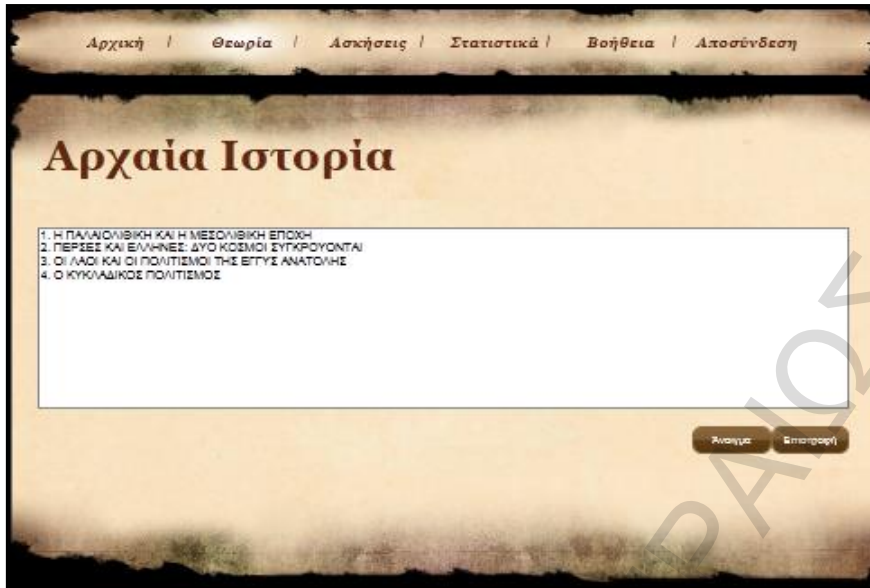 Αρχική / Θεωρία / Ασκήσεις / Στατιστικά / Βοήθεια / Αποσύνδεση
Αρχαία Ιστορία
1. Η ΠΑΛΑΙΟΛΙΘΙΚΗ ΚΑΙ Η ΜΕΣΟΛΙΘΙΚΗ ΕΠΟΧΗ
2. ΠΕΡΣΕΣ ΚΑΙ ΕΛΛΗΝΕΣ: ΔΥΟ ΚΟΣΜΟΙ ΣΥΓΚΡΟΥΟΝΤΑΙ
3. ΟΙ ΛΑΟΙ ΚΑΙ ΟΙ ΠΟΛΙΤΙΣΜΟΙ ΤΗΣ ΕΓΓΥΣ ΑΝΑΤΟΛΗΣ
4. Ο ΚΥΚΛΑΔΙΚΟΣ ΠΟΛΙΤΙΣΜΟΣ
Άνοιγμα Επιστροφή